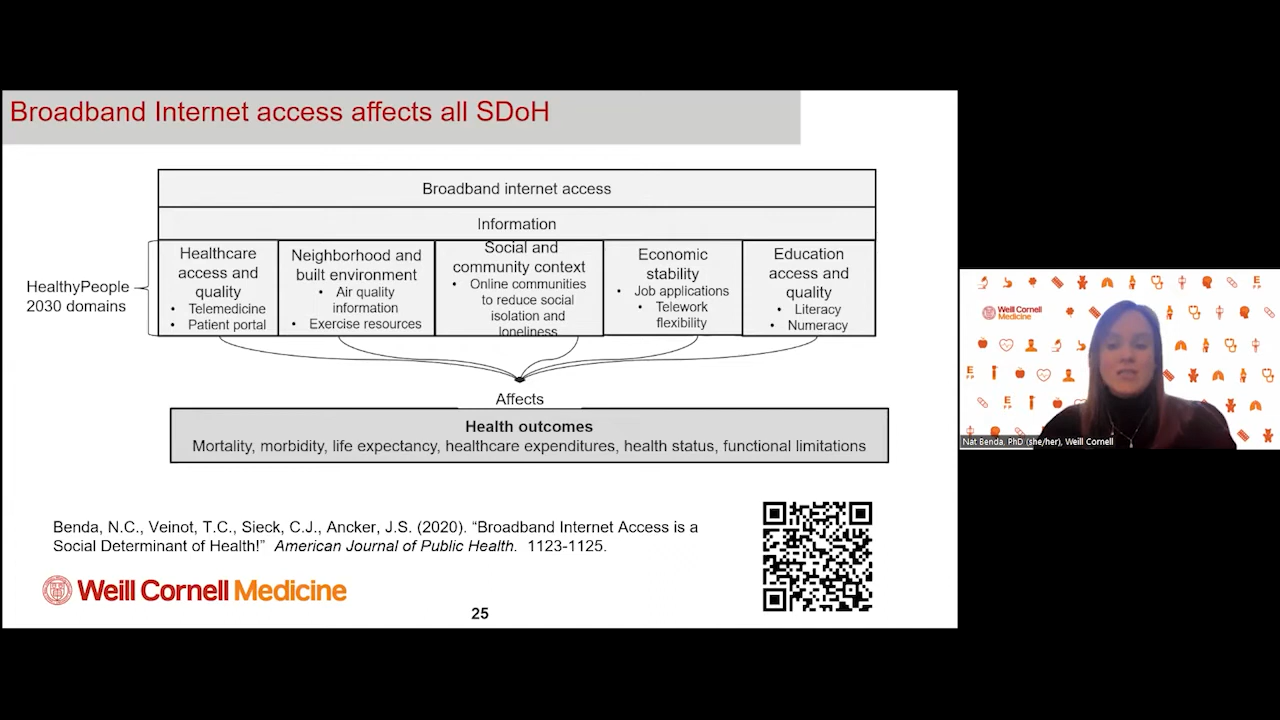 Broadband Internet access affects all SDoH
Broadband internet access
Information
HealthyPeople
2030 domains
Healthcare
access and
quality
• Telemedicine
• Patient portal
Neighborhood and
built environment
• Air quality
information
• Exercise resources
Social and
community context
• Online communities
to reduce social
isolation and
loneliness
Economic
stability
• Job applications
• Telework
flexibility
Education
access and
quality
• Literacy
• Numeracy
Affects
Health outcomes
Mortality, morbidity, life expectancy, healthcare expenditures, health status, functional limitations
Benda, N.C., Veinot, T.C., Sieck, C.J., Ancker, J.S. (2020). “Broadband Internet Access is a
Social Determinant of Health!” American Journal of Public Health. 1123-1125.
Weill Cornell Medicine
25
Weill Cornell
Medicine
E
FP
E
FP
E
FP
Nat Benda, PhD (she/her), Weill Cornell